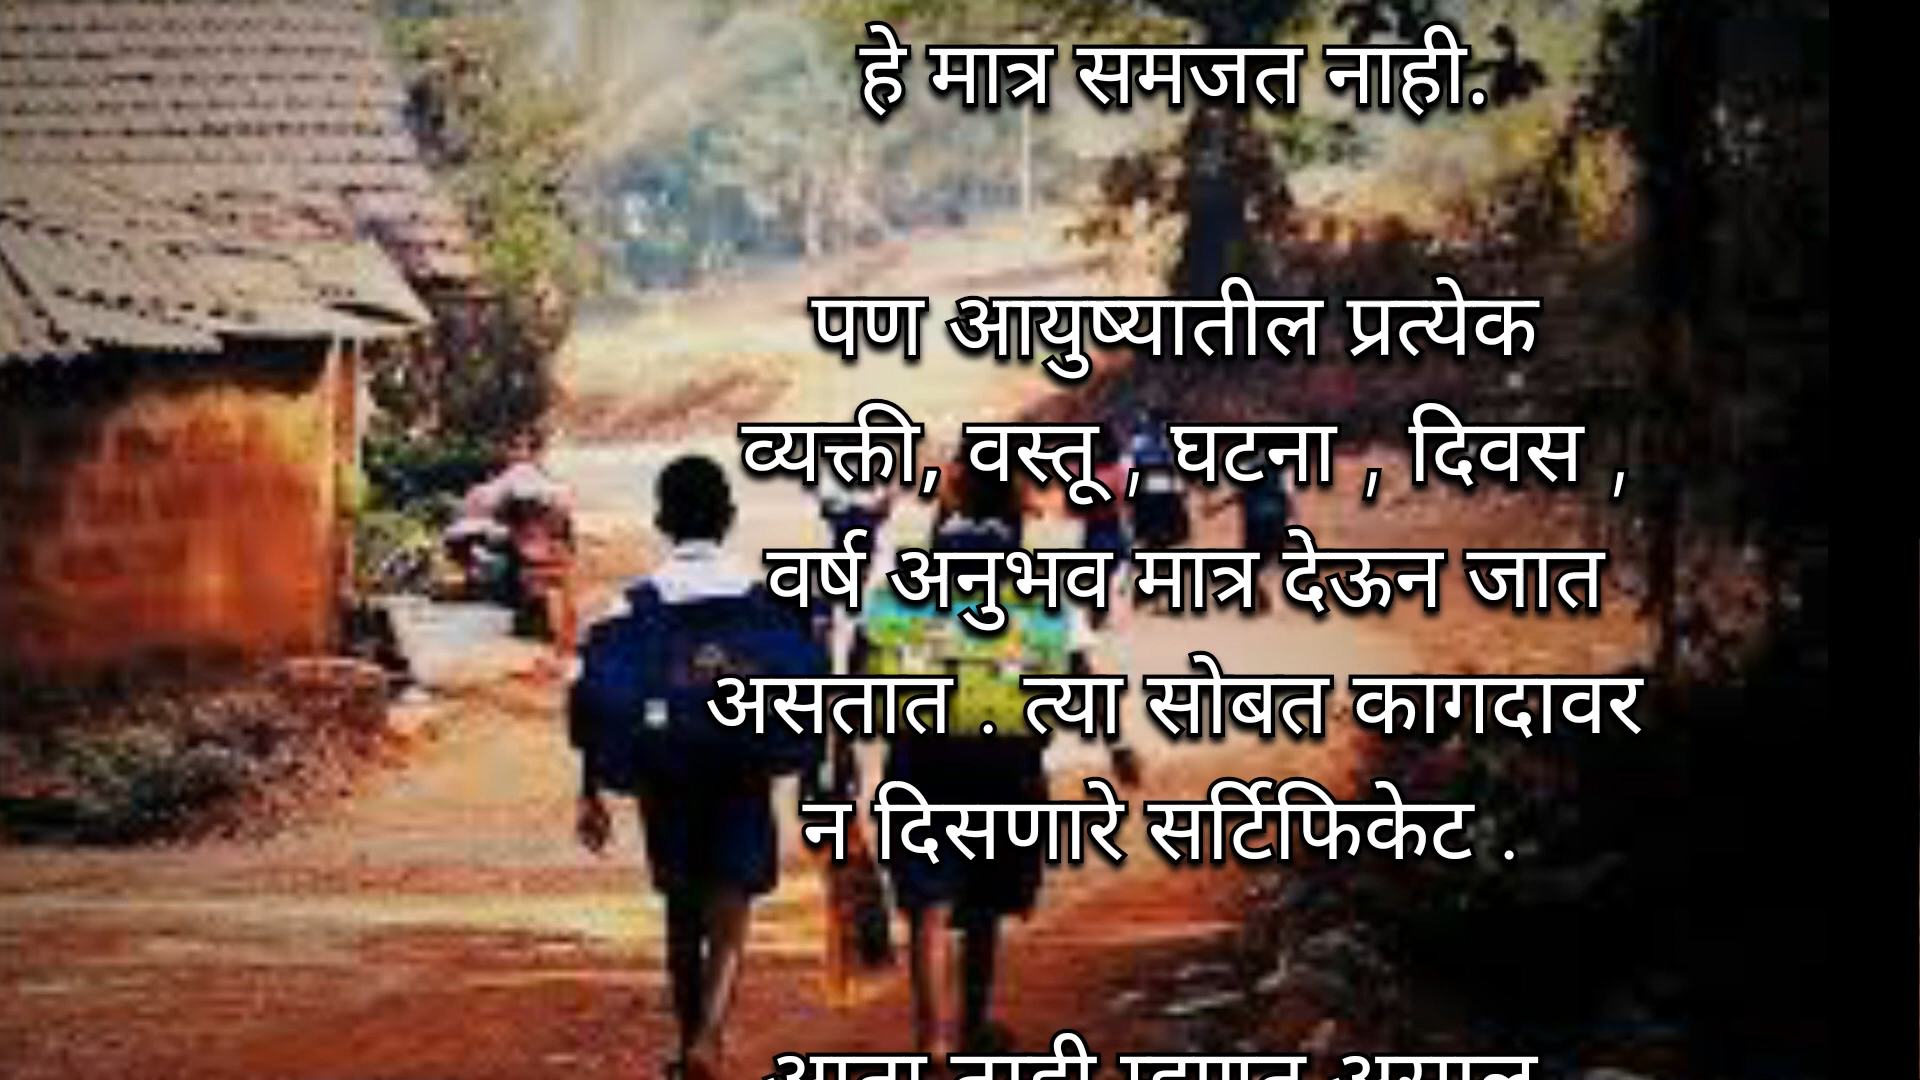 हे मात्र समजत नाही.
पण आयुष्यातील प्रत्येक
व्यक्ती, वस्तू , घटना , दिवस ,
वर्ष अनुभव मात्र देऊन जात
असतात . त्या सोबत कागदावर
न दिसणारे सर्टिफिकेट .